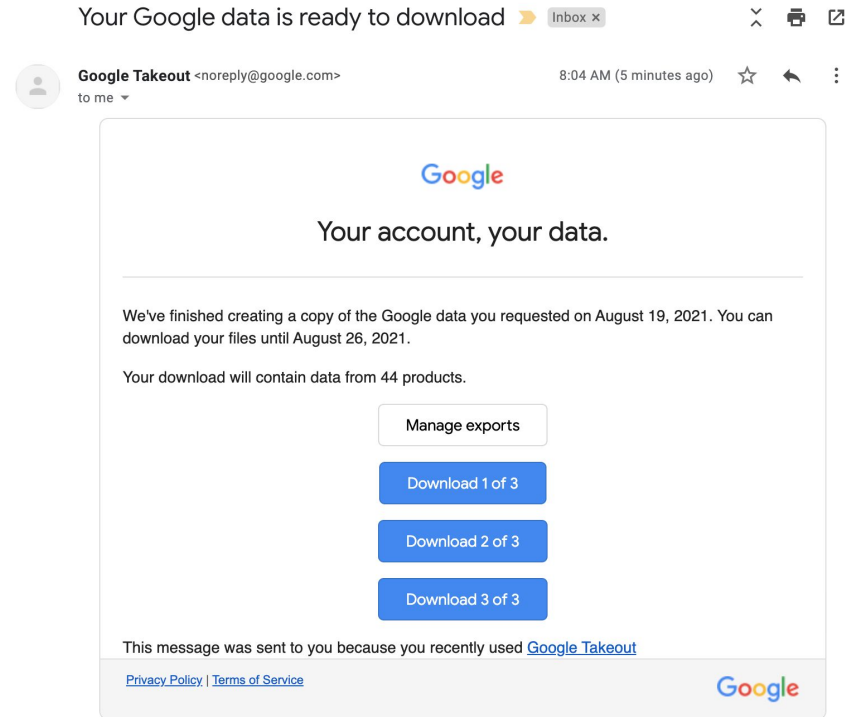 Your Google data is ready to download Inbox ×
Google Takeout <noreply@google.com> 8:04 AM (5 minutes ago)
to me
Google
Your account, your data.
We've finished creating a copy of the Google data you requested on August 19, 2021. You can
download your files until August 26, 2021.
Your download will contain data from 44 products.
Manage exports
Download 1 of 3
Download 2 of 3
Download 3 of 3
This message was sent to you because you recently used Google Takeout
Privacy Policy | Terms of Service Google